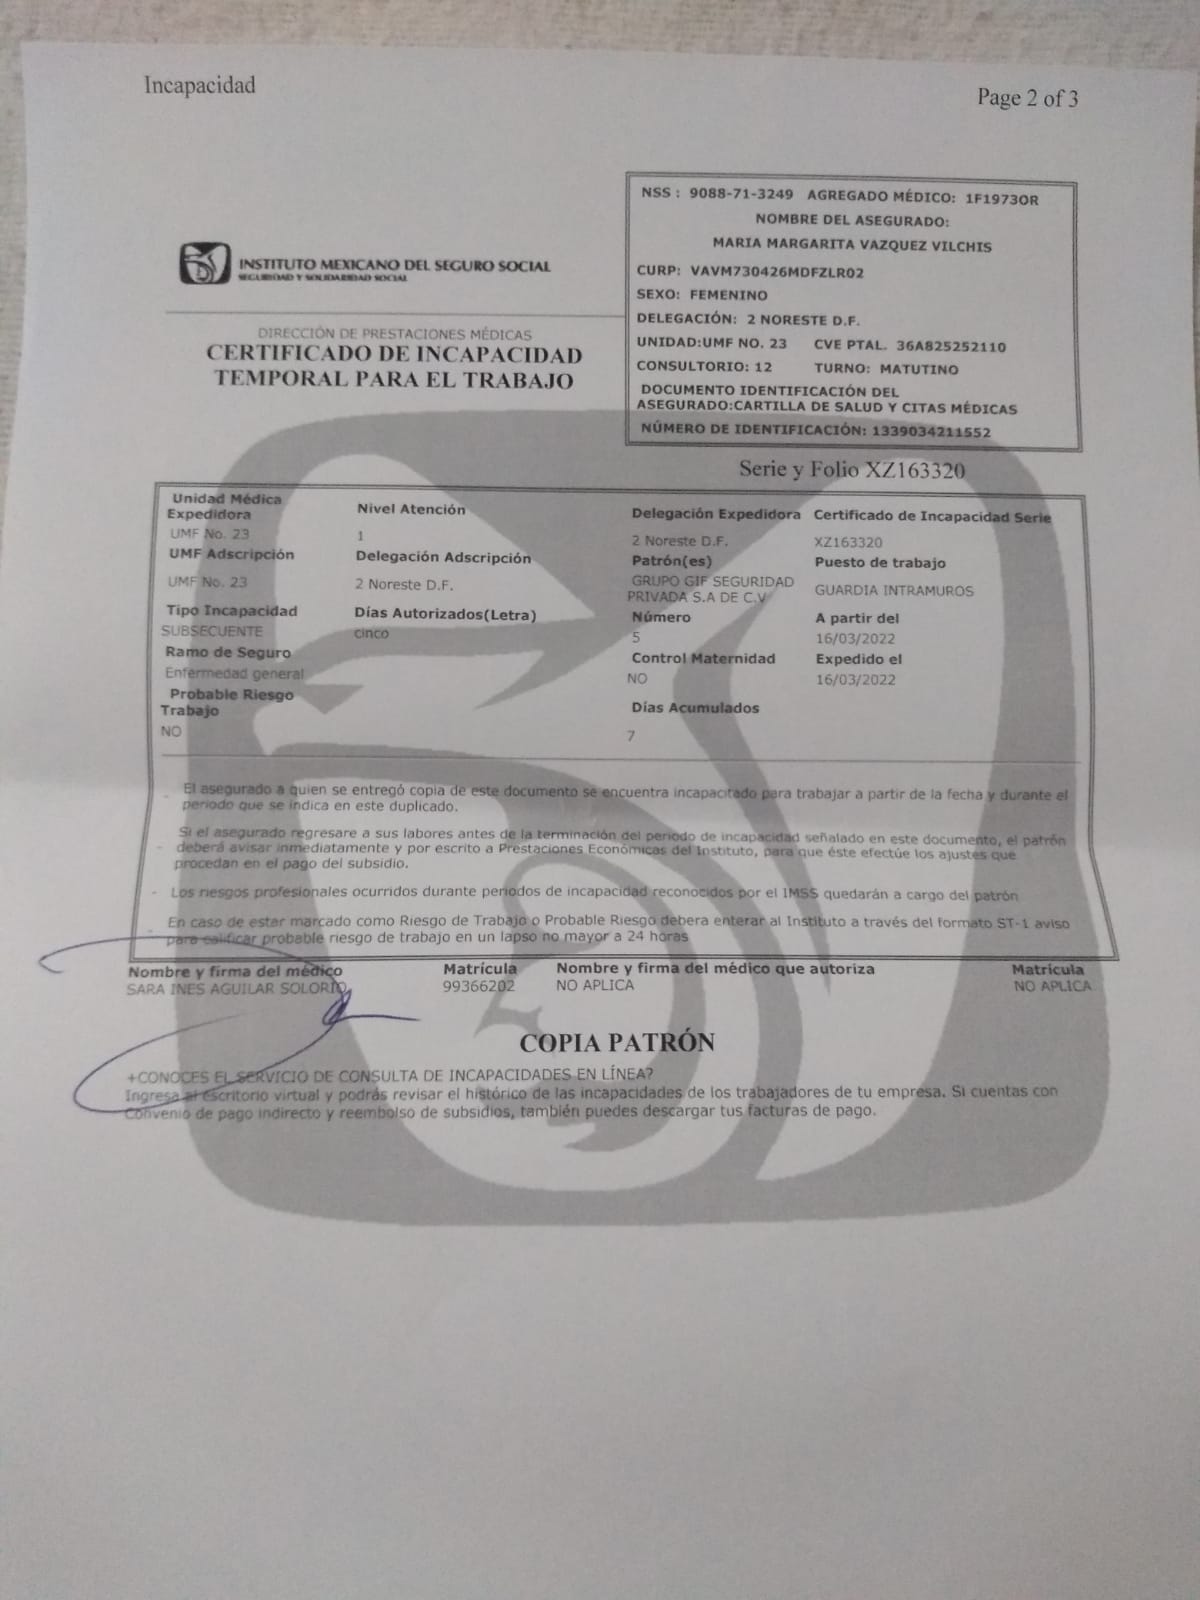 Incapacidad
Page 2 of 3
INSTITUTO MEXICANO DEL SEGURO SOCIAL
SEGURIDAD Y SOLIDARIDAD SOCIAL
DIRECCIÓN DE PRESTACIONES MÉDICAS
CERTIFICADO DE INCAPACIDAD
TEMPORAL PARA EL TRABAJO
NSS : 9088-71-3249 AGREGADO MÉDICO: 1F1973OR
NOMBRE DEL ASEGURADO:
MARIA MARGARITA VAZQUEZ VILCHIS
CURP: VAVM730426MDFZLR02
SEXO: FEMENINO
DELEGACIÓN: 2 NORESTE D.F.
UNIDAD:UMF NO. 23 CVE PTAL. 36A825252110
CONSULTORIO: 12 TURNO: MATUTINO
DOCUMENTO IDENTIFICACIÓN DEL
ASEGURADO:CARTILLA DE SALUD Y CITAS MÉDICAS
NÚMERO DE IDENTIFICACIÓN: 1339034211552
Serie y Folio XZ163320
Unidad Médica
Expedidora
UMF No. 23
Nivel Atención
1
Delegación Expedidora
2 Noreste D.F.
Certificado de Incapacidad Serie
XZ163320
UMF Adscripción
UMF No. 23
Delegación Adscripción
2 Noreste D.F.
Patrón(es)
GRUPO GIF SEGURIDAD
PRIVADA S.A DE C.V
Puesto de trabajo
GUARDIA INTRAMUROS
Tipo Incapacidad
SUBSECUENTE
Días Autorizados(Letra)
cinco
Número
5
A partir del
16/03/2022
Ramo de Seguro
Enfermedad general
Control Maternidad
NO
Expedido el
16/03/2022
Probable Riesgo
Trabajo
NO
Días Acumulados
7
- El asegurado a quien se entregó copia de este documento se encuentra incapacitado para trabajar a partir de la fecha y durante el
periodo que se indica en este duplicado.
- Si el asegurado regresare a sus labores antes de la terminación del periodo de incapacidad señalado en este documento, el patrón
deberá avisar inmediatamente y por escrito a Prestaciones Económicas del Instituto, para que éste efectúe los ajustes que
procedan en el pago del subsidio.
- Los riesgos profesionales ocurridos durante periodos de incapacidad reconocidos por el IMSS quedarán a cargo del patrón
- En caso de estar marcado como Riesgo de Trabajo o Probable Riesgo debera enterar al Instituto a través del formato ST-1 aviso
para calificar probable riesgo de trabajo en un lapso no mayor a 24 horas
Nombre y firma del médico
SARA INES AGUILAR SOLORIO
Matrícula
99366202
Nombre y firma del médico que autoriza
NO APLICA
Matrícula
NO APLICA
COPIA PATRÓN
+CONOCES EL SERVICIO DE CONSULTA DE INCAPACIDADES EN LÍNEA?
Ingresa al escritorio virtual y podrás revisar el histórico de las incapacidades de los trabajadores de tu empresa. Si cuentas con
Convenio de pago indirecto y reembolso de subsidios, también puedes descargar tus facturas de pago.